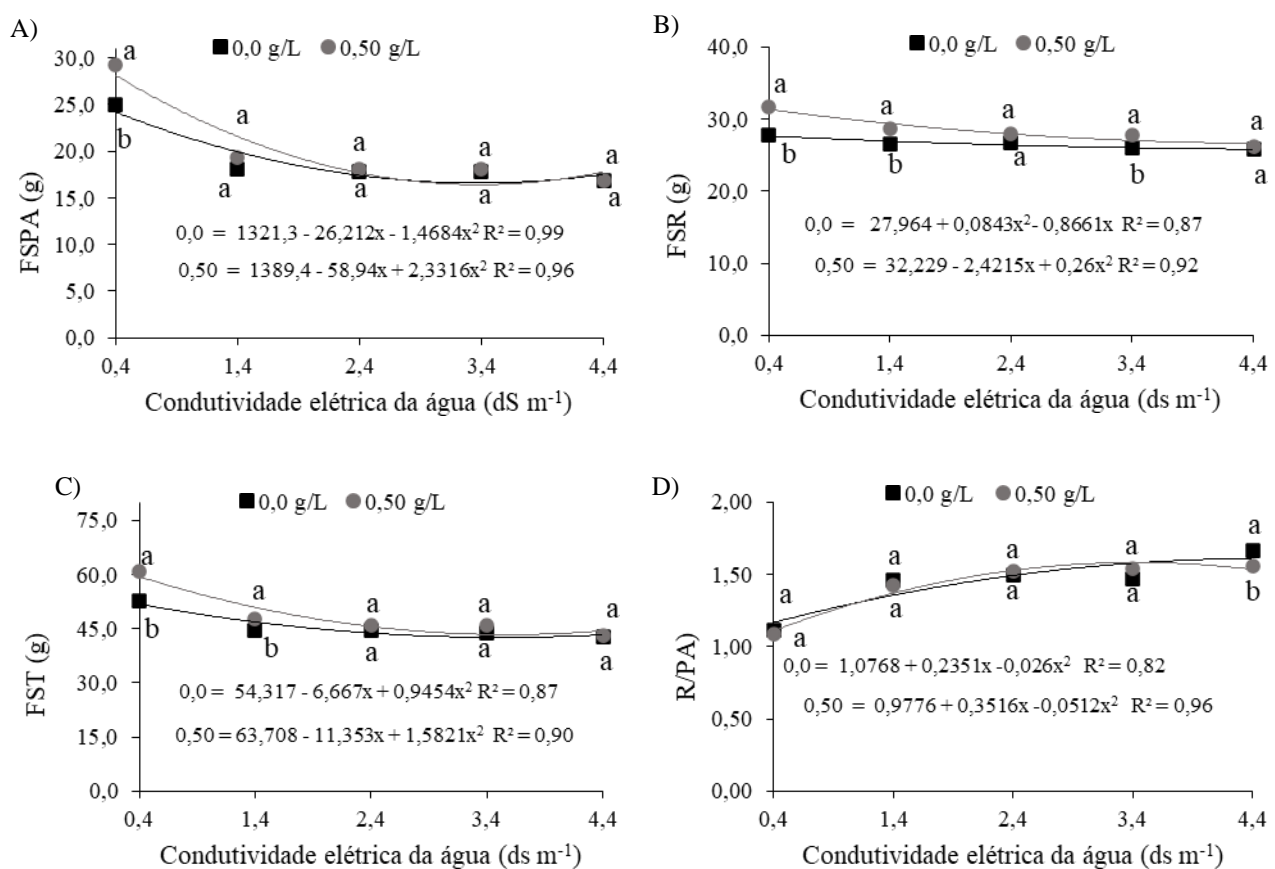 A)
■ 0,0 g/L ● 0,50 g/L
30,0
25,0
20,0
15,0
10,0
5,0
0,0
FSPA (g)
a
b
a
a
a
a
a
a
a
a
0,0 = 1321,3 - 26,212x - 1,4684x² R² = 0,99
0,50 = 1389,4 - 58,94x + 2,3316x² R² = 0,96
0,4 1,4 2,4 3,4 4,4
Condutividade elétrica da água (dS m⁻¹)
B)
■ 0,0 g/L ● 0,50 g/L
40,0
30,0
20,0
10,0
0,0
FSR (g)
a
b
a
b
a
a
a
b
a
a
0,0 = 27,964 + 0,0843x² - 0,8661x R² = 0,87
0,50 = 32,229 - 2,4215x + 0,26x² R² = 0,92
0,4 1,4 2,4 3,4 4,4
Condutividade elétrica da água (ds m⁻¹)
C)
■ 0,0 g/L ● 0,50 g/L
75,0
60,0
45,0
30,0
15,0
0,0
FST (g)
a
b
a
b
a
a
a
a
a
a
0,0 = 54,317 - 6,667x + 0,9454x² R² = 0,87
0,50 = 63,708 - 11,353x + 1,5821x² R² = 0,90
0,4 1,4 2,4 3,4 4,4
Condutividade elétrica da água (ds m⁻¹)
D)
■ 0,0 g/L ● 0,50 g/L
2,00
1,50
1,00
0,50
0,00
R/PA
a
a
a
a
a
a
a
a
a
b
0,0 = 1,0768 + 0,2351x -0,026x² R² = 0,82
0,50 = 0,9776 + 0,3516x -0,0512x² R² = 0,96
0,4 1,4 2,4 3,4 4,4
Condutividade elétrica da água (ds m⁻¹)